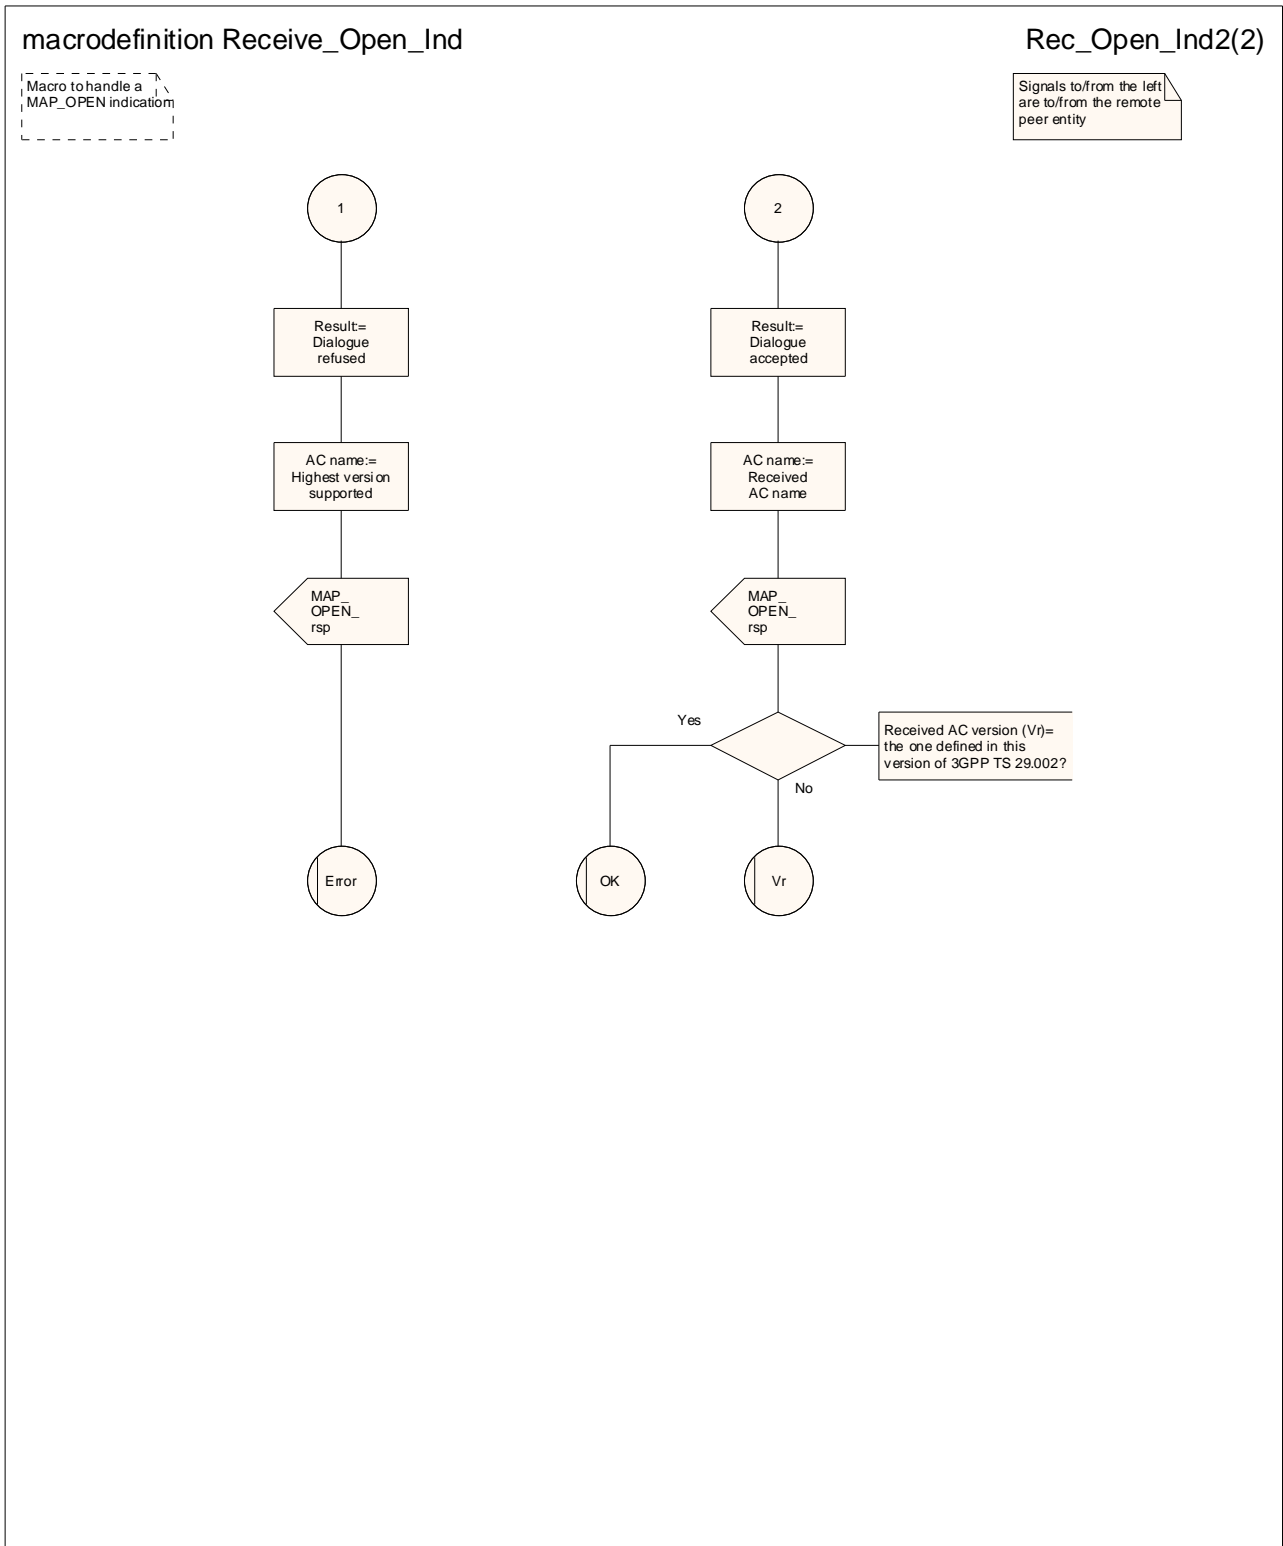 macrodefinition Receive_Open_Ind
Rec_Open_Ind2(2)
Macro to handle a
MAP_OPEN indication
Signals to/from the left
are to/from the remote
peer entity
1
2
Result:=
Dialogue
refused
Result:=
Dialogue
accepted
AC name:=
Highest version
supported
AC name:=
Received
AC name
MAP_
OPEN_
rsp
MAP_
OPEN_
rsp
Yes
Received AC version (Vr)=
the one defined in this
version of 3GPP TS 29.002?
No
Error
OK
Vr